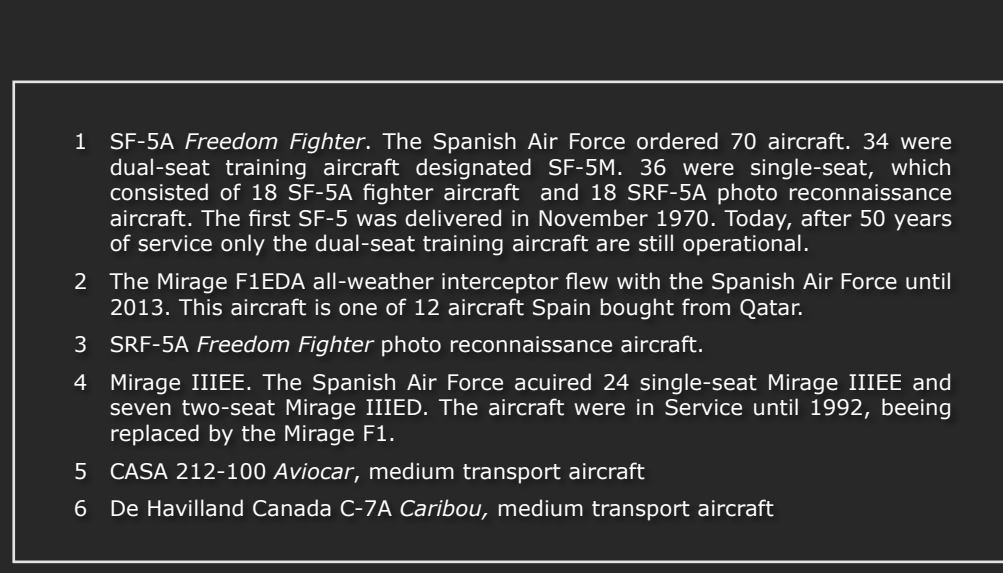 1 SF-5A Freedom Fighter. The Spanish Air Force ordered 70 aircraft. 34 were
dual-seat training aircraft designated SF-5M. 36 were single-seat, which
consisted of 18 SF-5A fighter aircraft and 18 SRF-5A photo reconnaissance
aircraft. The first SF-5 was delivered in November 1970. Today, after 50 years
of service only the dual-seat training aircraft are still operational.
2 The Mirage F1EDA all-weather interceptor flew with the Spanish Air Force until
2013. This aircraft is one of 12 aircraft Spain bought from Qatar.
3 SRF-5A Freedom Fighter photo reconnaissance aircraft.
4 Mirage IIIEE. The Spanish Air Force acuired 24 single-seat Mirage IIIEE and
seven two-seat Mirage IIIED. The aircraft were in Service until 1992, beeing
replaced by the Mirage F1.
5 CASA 212-100 Aviocar, medium transport aircraft
6 De Havilland Canada C-7A Caribou, medium transport aircraft